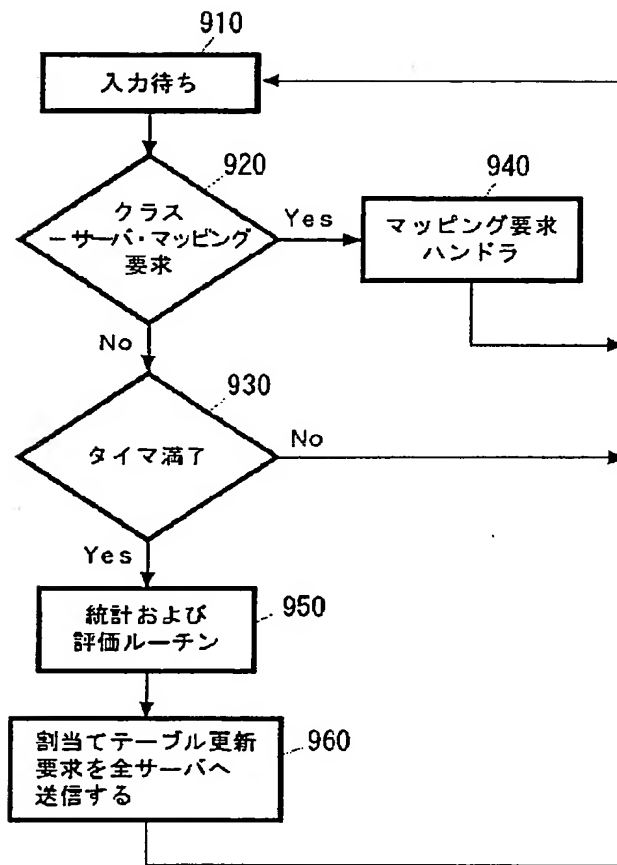 910
入力待ち
920
クラス
－サーバ・マッピング
要求
Yes
940
マッピング要求
ハンドラ
No
930
タイマ満了
No
Yes
統計および
評価ルーチン
950
割当てテーブル更新
要求を全サーバへ
送信する
960